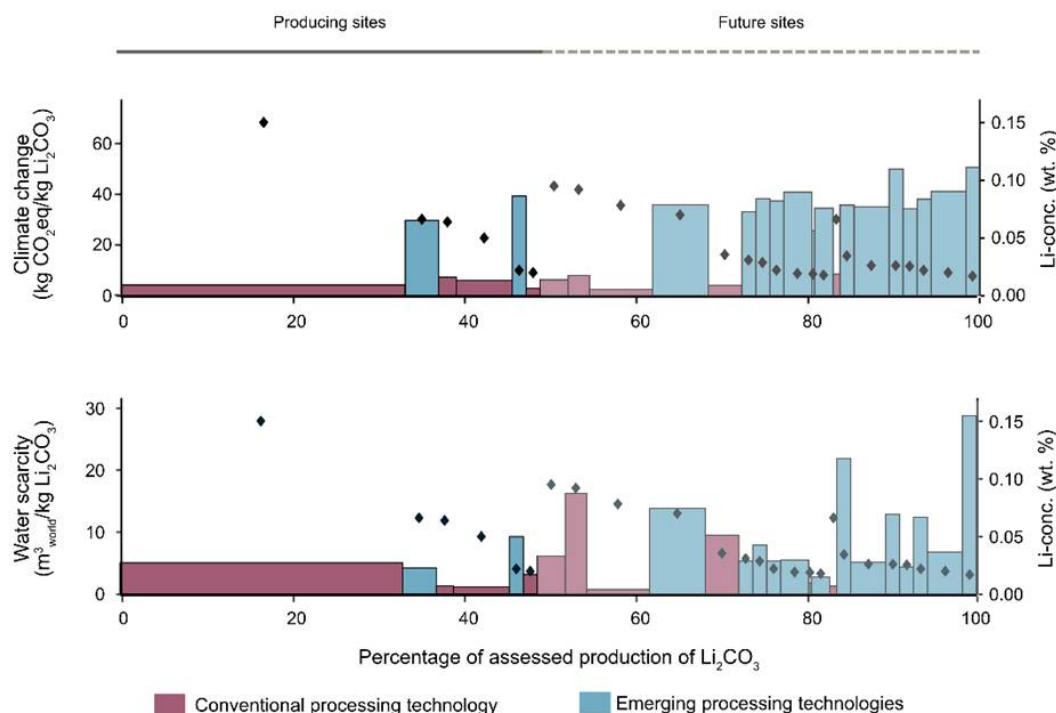 Producing sites
Future sites
Climate change
(kg CO₂eq/kg Li₂CO₃)
60
40
20
0
0.15
0.10
0.05
0.00
Li-conc. (wt. %)
0
20
40
60
80
100
Water scarcity
(m³world/kg Li₂CO₃)
30
20
10
0
0.15
0.10
0.05
0.00
Li-conc. (wt. %)
0
20
40
60
80
100
Percentage of assessed production of Li₂CO₃
Conventional processing technology
Emerging processing technologies